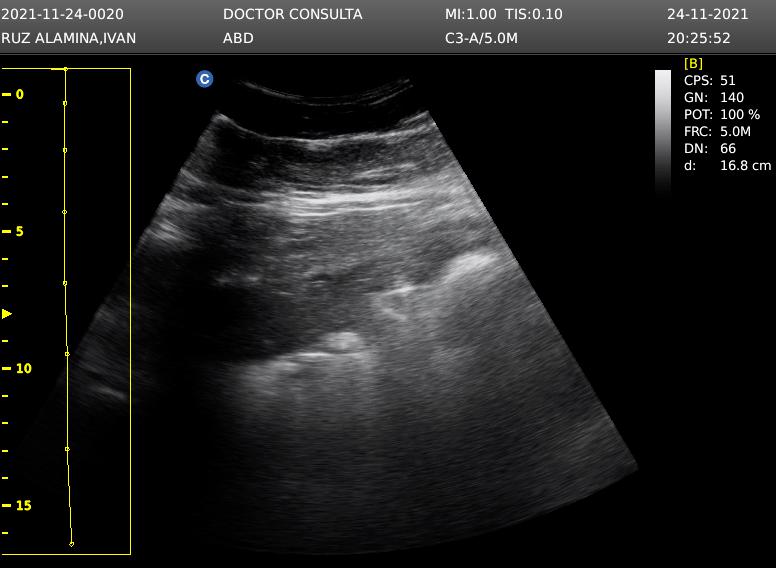 2021-11-24-0020 DOCTOR CONSULTA MI:1.00 TIS:0.10 24-11-2021
RUZ ALAMINA,IVAN ABD C3-A/5.0M 20:25:52
C
[B]
CPS: 51
GN: 140
POT: 100 %
FRC: 5.0M
DN: 66
d: 16.8 cm
0
5
10
15